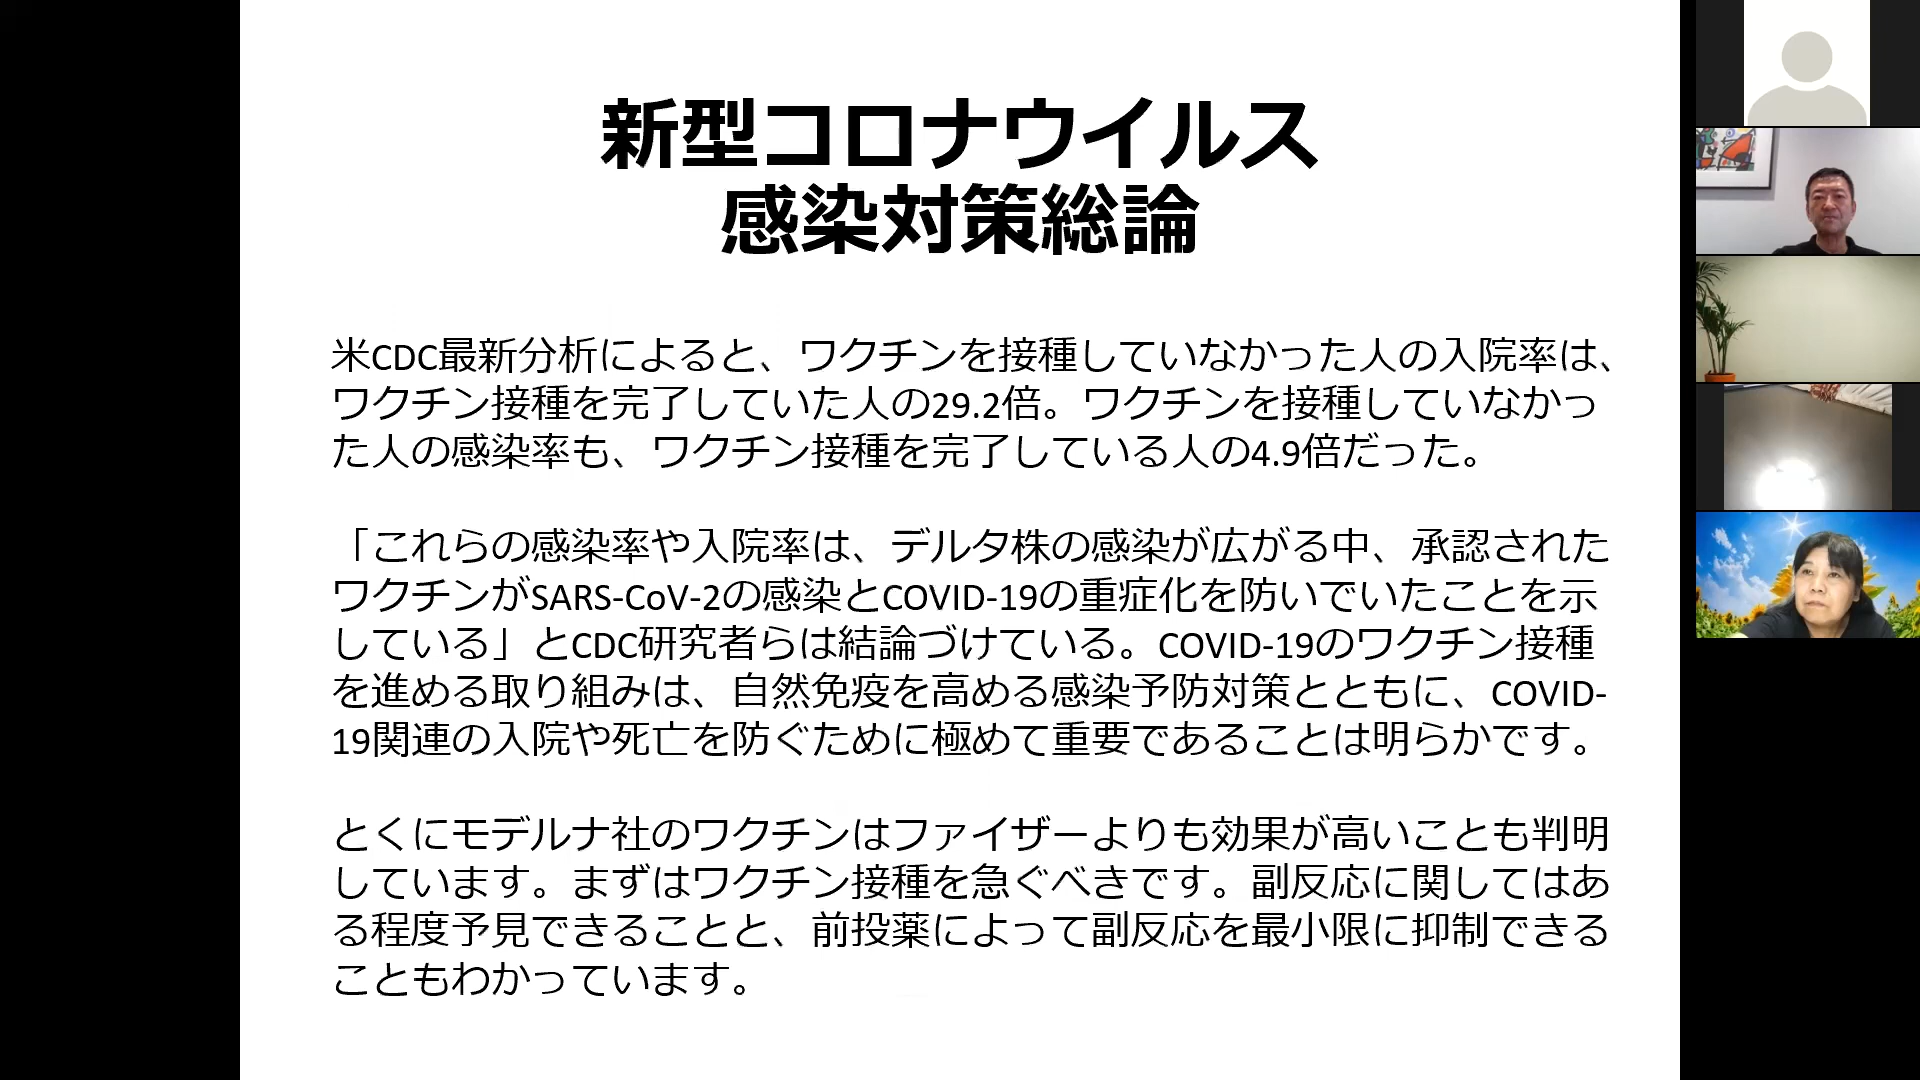 新型コロナウイルス
感染対策総論
米CDC最新分析によると、ワクチンを接種していなかった人の入院率は、
ワクチン接種を完了していた人の29.2倍。ワクチンを接種していなかっ
た人の感染率も、ワクチン接種を完了している人の4.9倍だった。
「これらの感染率や入院率は、デルタ株の感染が広がる中、承認された
ワクチンがSARS-CoV-2の感染とCOVID-19の重症化を防いでいたことを示
している」とCDC研究者らは結論づけている。COVID-19のワクチン接種
を進める取り組みは、自然免疫を高める感染予防対策とともに、COVID-
19関連の入院や死亡を防ぐために極めて重要であることは明らかです。
とくにモデルナ社のワクチンはファイザーよりも効果が高いことも判明
しています。まずはワクチン接種を急ぐべきです。副反応に関してはあ
る程度予見できることと、前投薬によって副反応を最小限に抑制できる
こともわかっています。